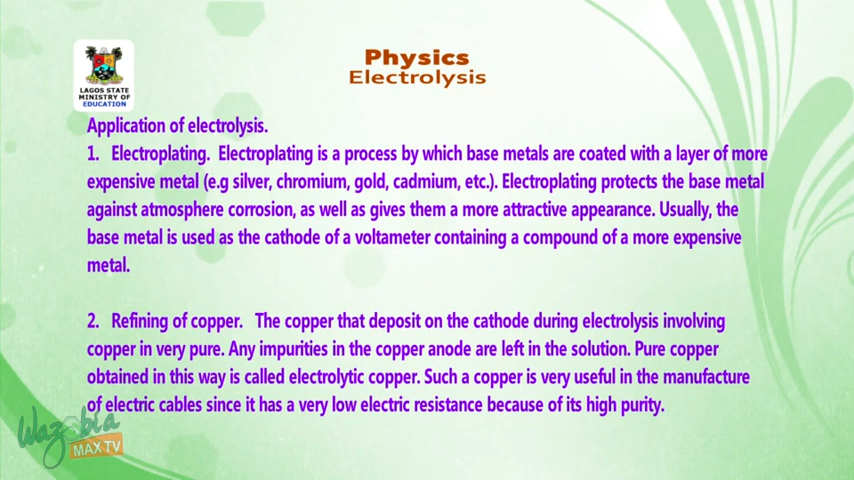 Physics
Electrolysis
LAGOS STATE
MINISTRY OF
EDUCATION
Application of electrolysis.
1. Electroplating. Electroplating is a process by which base metals are coated with a layer of more
expensive metal (e.g silver, chromium, gold, cadmium, etc.). Electroplating protects the base metal
against atmosphere corrosion, as well as gives them a more attractive appearance. Usually, the
base metal is used as the cathode of a voltameter containing a compound of a more expensive
metal.
2. Refining of copper. The copper that deposit on the cathode during electrolysis involving
copper in very pure. Any impurities in the copper anode are left in the solution. Pure copper
obtained in this way is called electrolytic copper. Such a copper is very useful in the manufacture
of electric cables since it has a very low electric resistance because of its high purity.
Wazobia
MAX TV